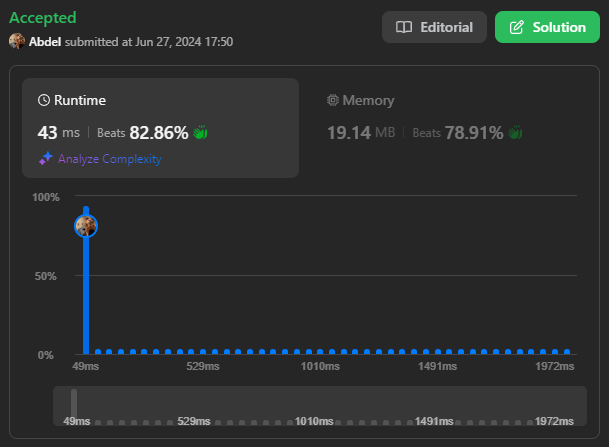 Accepted
Abdel submitted at Jun 27, 2024 17:50
Editorial
Solution
Runtime
43 ms | Beats 82.86%
Analyze Complexity
Memory
19.14 MB | Beats 78.91%
100%
50%
0%
49ms 529ms 1010ms 1491ms 1972ms
49ms 529ms 1010ms 1491ms 1972ms